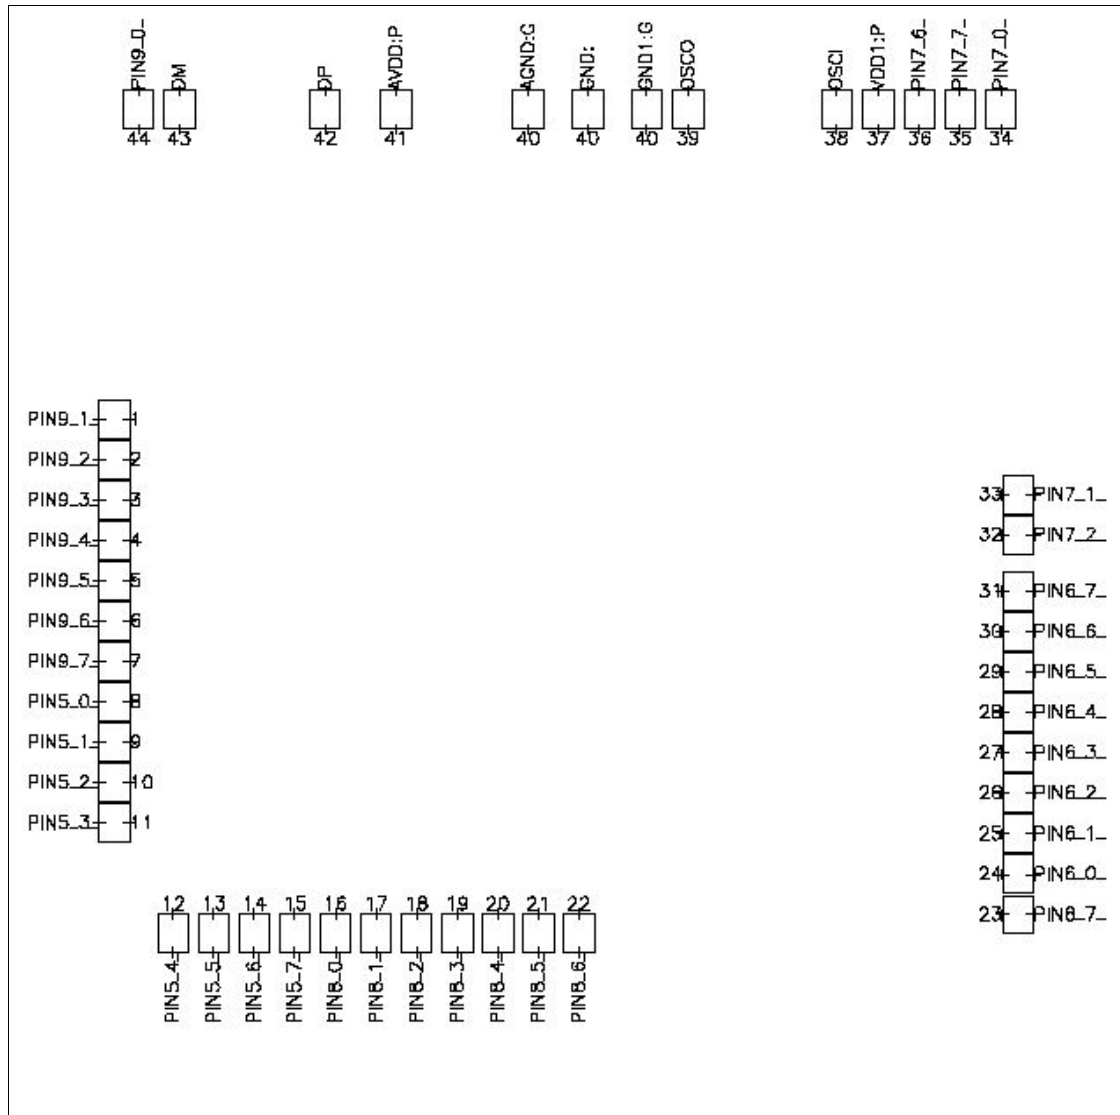 PIN9_0_ DM DP AVDD:P AGND:G GND: GND1:G OSCO OSCI VDD1:P PIN7_6_ PIN7_7_ PIN7_0_
44 43 42 41 40 40 40 39 38 37 36 35 34
PIN9_1_ 1
PIN9_2_ 2
PIN9_3_ 3
33 PIN7_1_
PIN9_4_ 4
32 PIN7_2_
PIN9_5_ 5
31 PIN6_7_
PIN9_6_ 6
30 PIN6_6_
PIN9_7_ 7
29 PIN6_5_
PIN5_0_ 8
28 PIN6_4_
PIN5_1_ 9
27 PIN6_3_
PIN5_2_ 10
26 PIN6_2_
PIN5_3_ 11
25 PIN6_1_
24 PIN6_0_
12 13 14 15 16 17 18 19 20 21 22
23 PIN8_7_
PIN5_4_ PIN5_5_ PIN5_6_ PIN5_7_ PIN8_0_ PIN8_1_ PIN8_2_ PIN8_3_ PIN8_4_ PIN8_5_ PIN8_6_